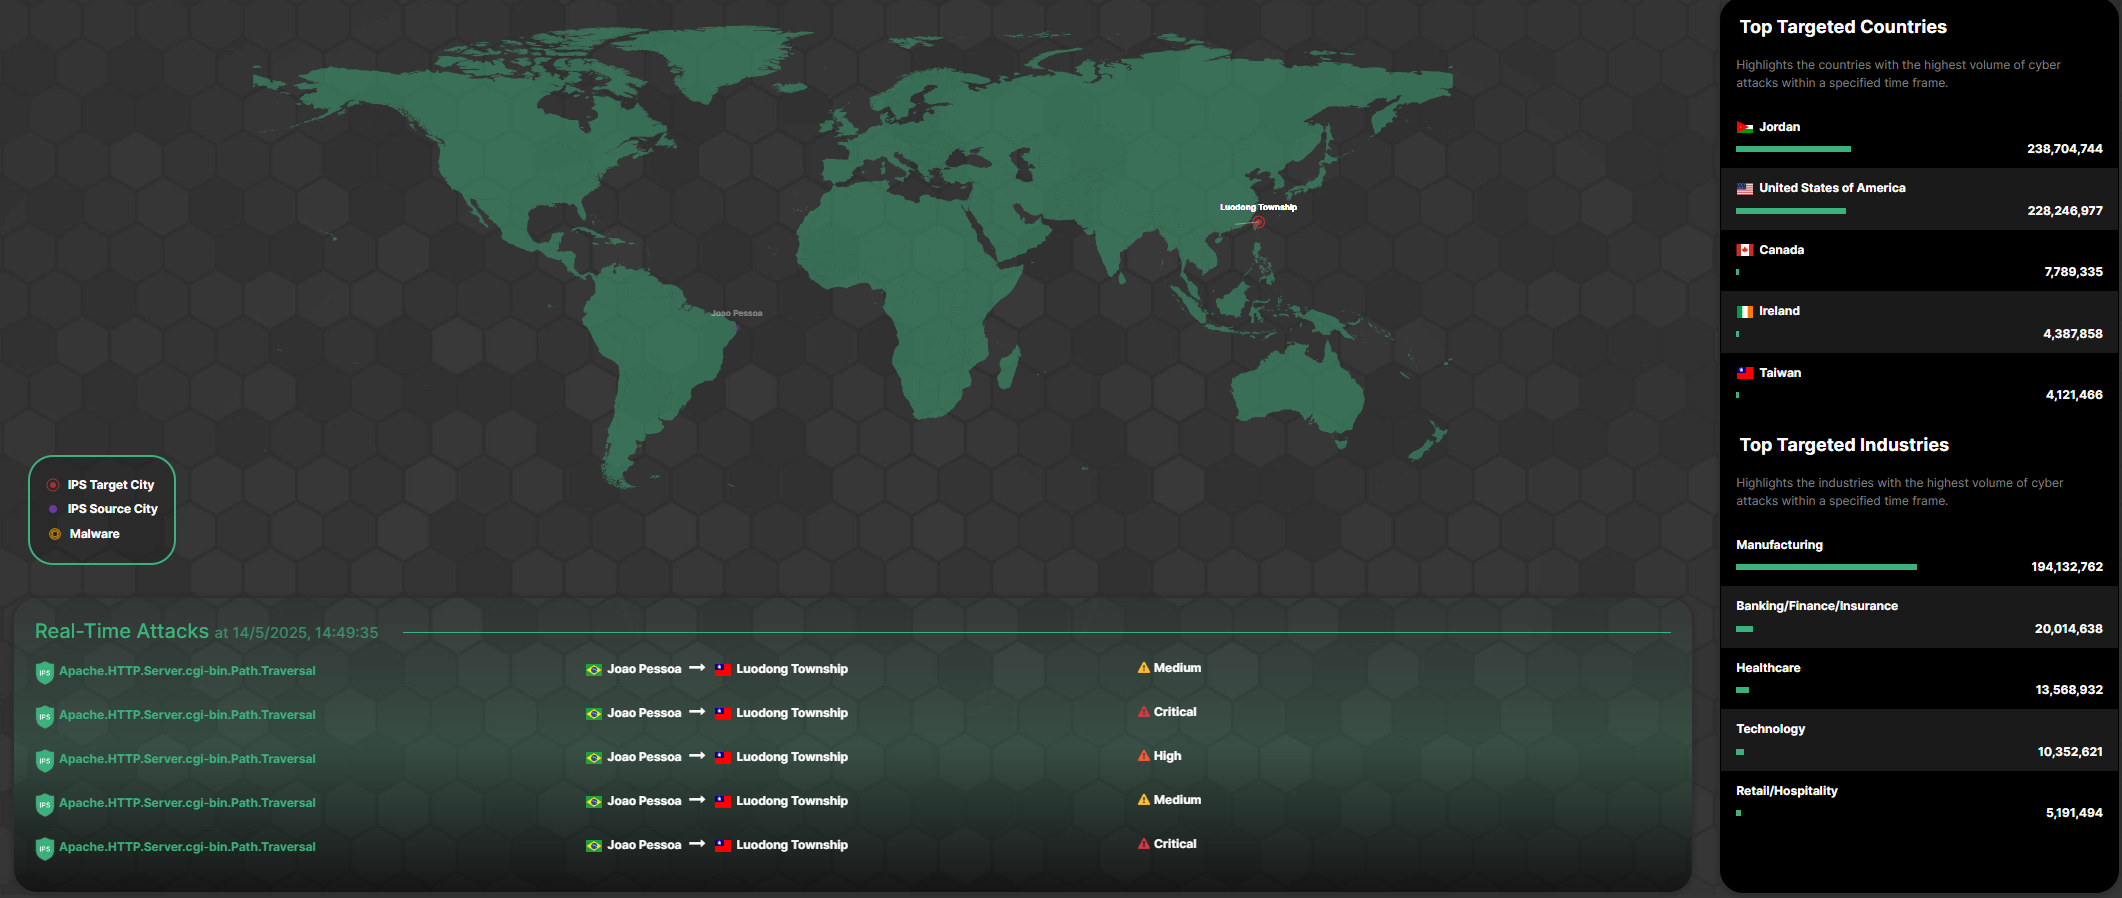 Luodong Township
Joao Pessoa
IPS Target City
IPS Source City
Malware
Real-Time Attacks at 14/5/2025, 14:49:35
IPS Apache.HTTP.Server.cgi-bin.Path.Traversal Joao Pessoa → Luodong Township Medium
IPS Apache.HTTP.Server.cgi-bin.Path.Traversal Joao Pessoa → Luodong Township Critical
IPS Apache.HTTP.Server.cgi-bin.Path.Traversal Joao Pessoa → Luodong Township High
IPS Apache.HTTP.Server.cgi-bin.Path.Traversal Joao Pessoa → Luodong Township Medium
IPS Apache.HTTP.Server.cgi-bin.Path.Traversal Joao Pessoa → Luodong Township Critical
Top Targeted Countries
Highlights the countries with the highest volume of cyber
attacks within a specified time frame.
Jordan
238,704,744
United States of America
228,246,977
Canada
7,789,335
Ireland
4,387,858
Taiwan
4,121,466
Top Targeted Industries
Highlights the industries with the highest volume of cyber
attacks within a specified time frame.
Manufacturing
194,132,762
Banking/Finance/Insurance
20,014,638
Healthcare
13,568,932
Technology
10,352,621
Retail/Hospitality
5,191,494